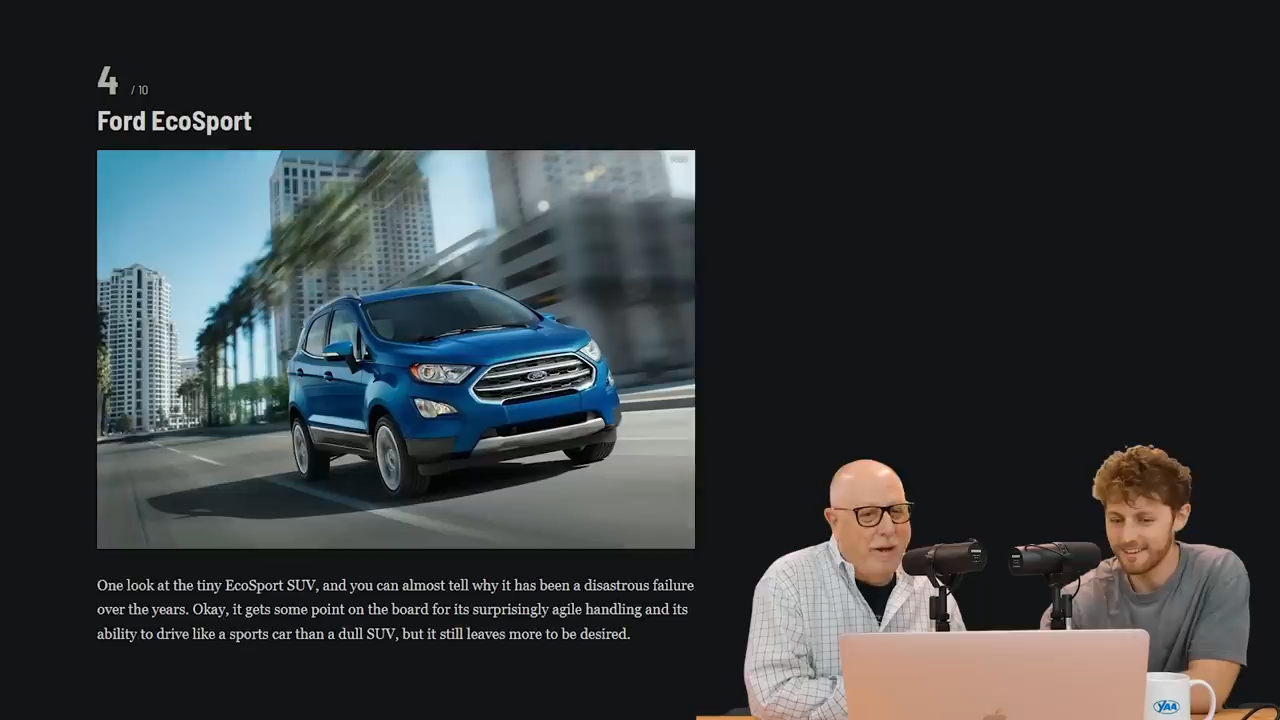 4 / 10
Ford EcoSport
One look at the tiny EcoSport SUV, and you can almost tell why it has been a disastrous failure
over the years. Okay, it gets some point on the board for its surprisingly agile handling and its
ability to drive like a sports car than a dull SUV, but it still leaves more to be desired.
YAA